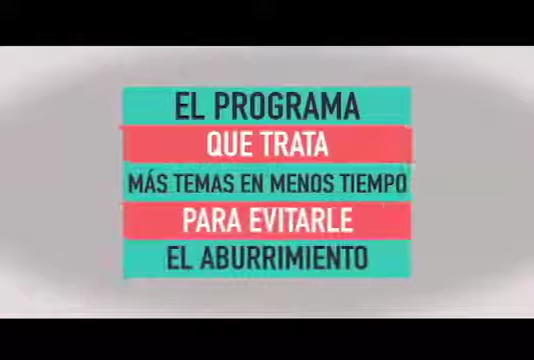 EL PROGRAMA
QUE TRATA
MÁS TEMAS EN MENOS TIEMPO
PARA EVITARLE
EL ABURRIMIENTO